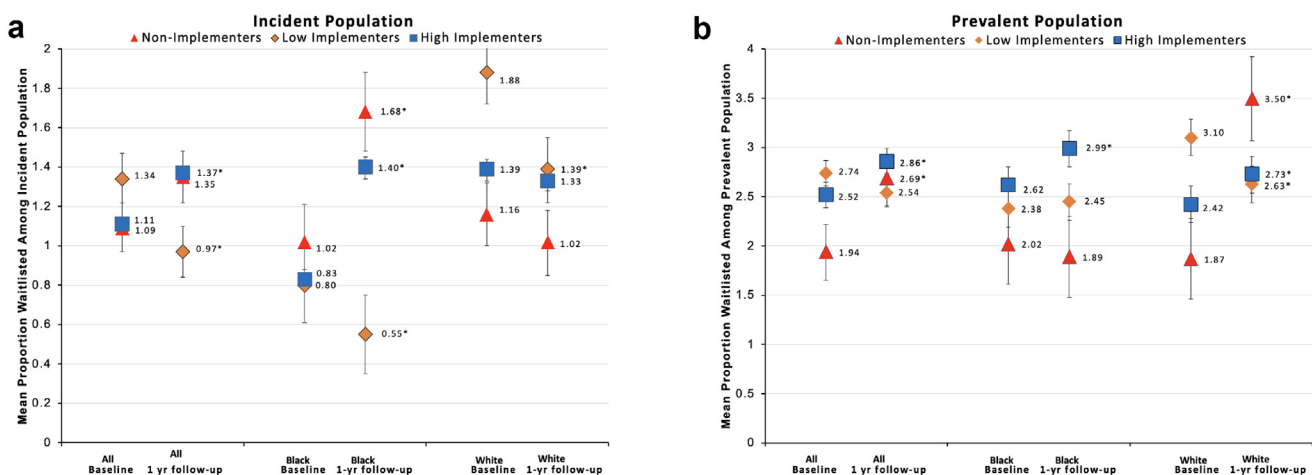 a
Incident Population
Non-Implementers Low Implementers High Implementers
Mean Proportion Waitlisted Among Incident Population
2
1.8
1.6
1.4
1.2
1
0.8
0.6
0.4
0.2
0
1.34
1.11
1.09
1.37*
1.35
0.97*
1.02
0.83
0.80
1.68*
1.40*
0.55*
1.88
1.39
1.16
1.39*
1.33
1.02
All Baseline
All 1 yr follow-up
Black Baseline
Black 1-yr follow-up
White Baseline
White 1-yr follow-up
b
Prevalent Population
Non-Implementers Low Implementers High Implementers
Mean Proportion Waitlisted Among Prevalent Population
4
3.5
3
2.5
2
1.5
1
0.5
0
2.74
2.52
1.94
2.86*
2.69*
2.54
2.62
2.38
2.02
2.99*
2.45
1.89
3.10
2.42
1.87
3.50*
2.73*
2.63*
All Baseline
All 1 yr follow-up
Black Baseline
Black 1-yr follow-up
White Baseline
White 1-yr follow-up